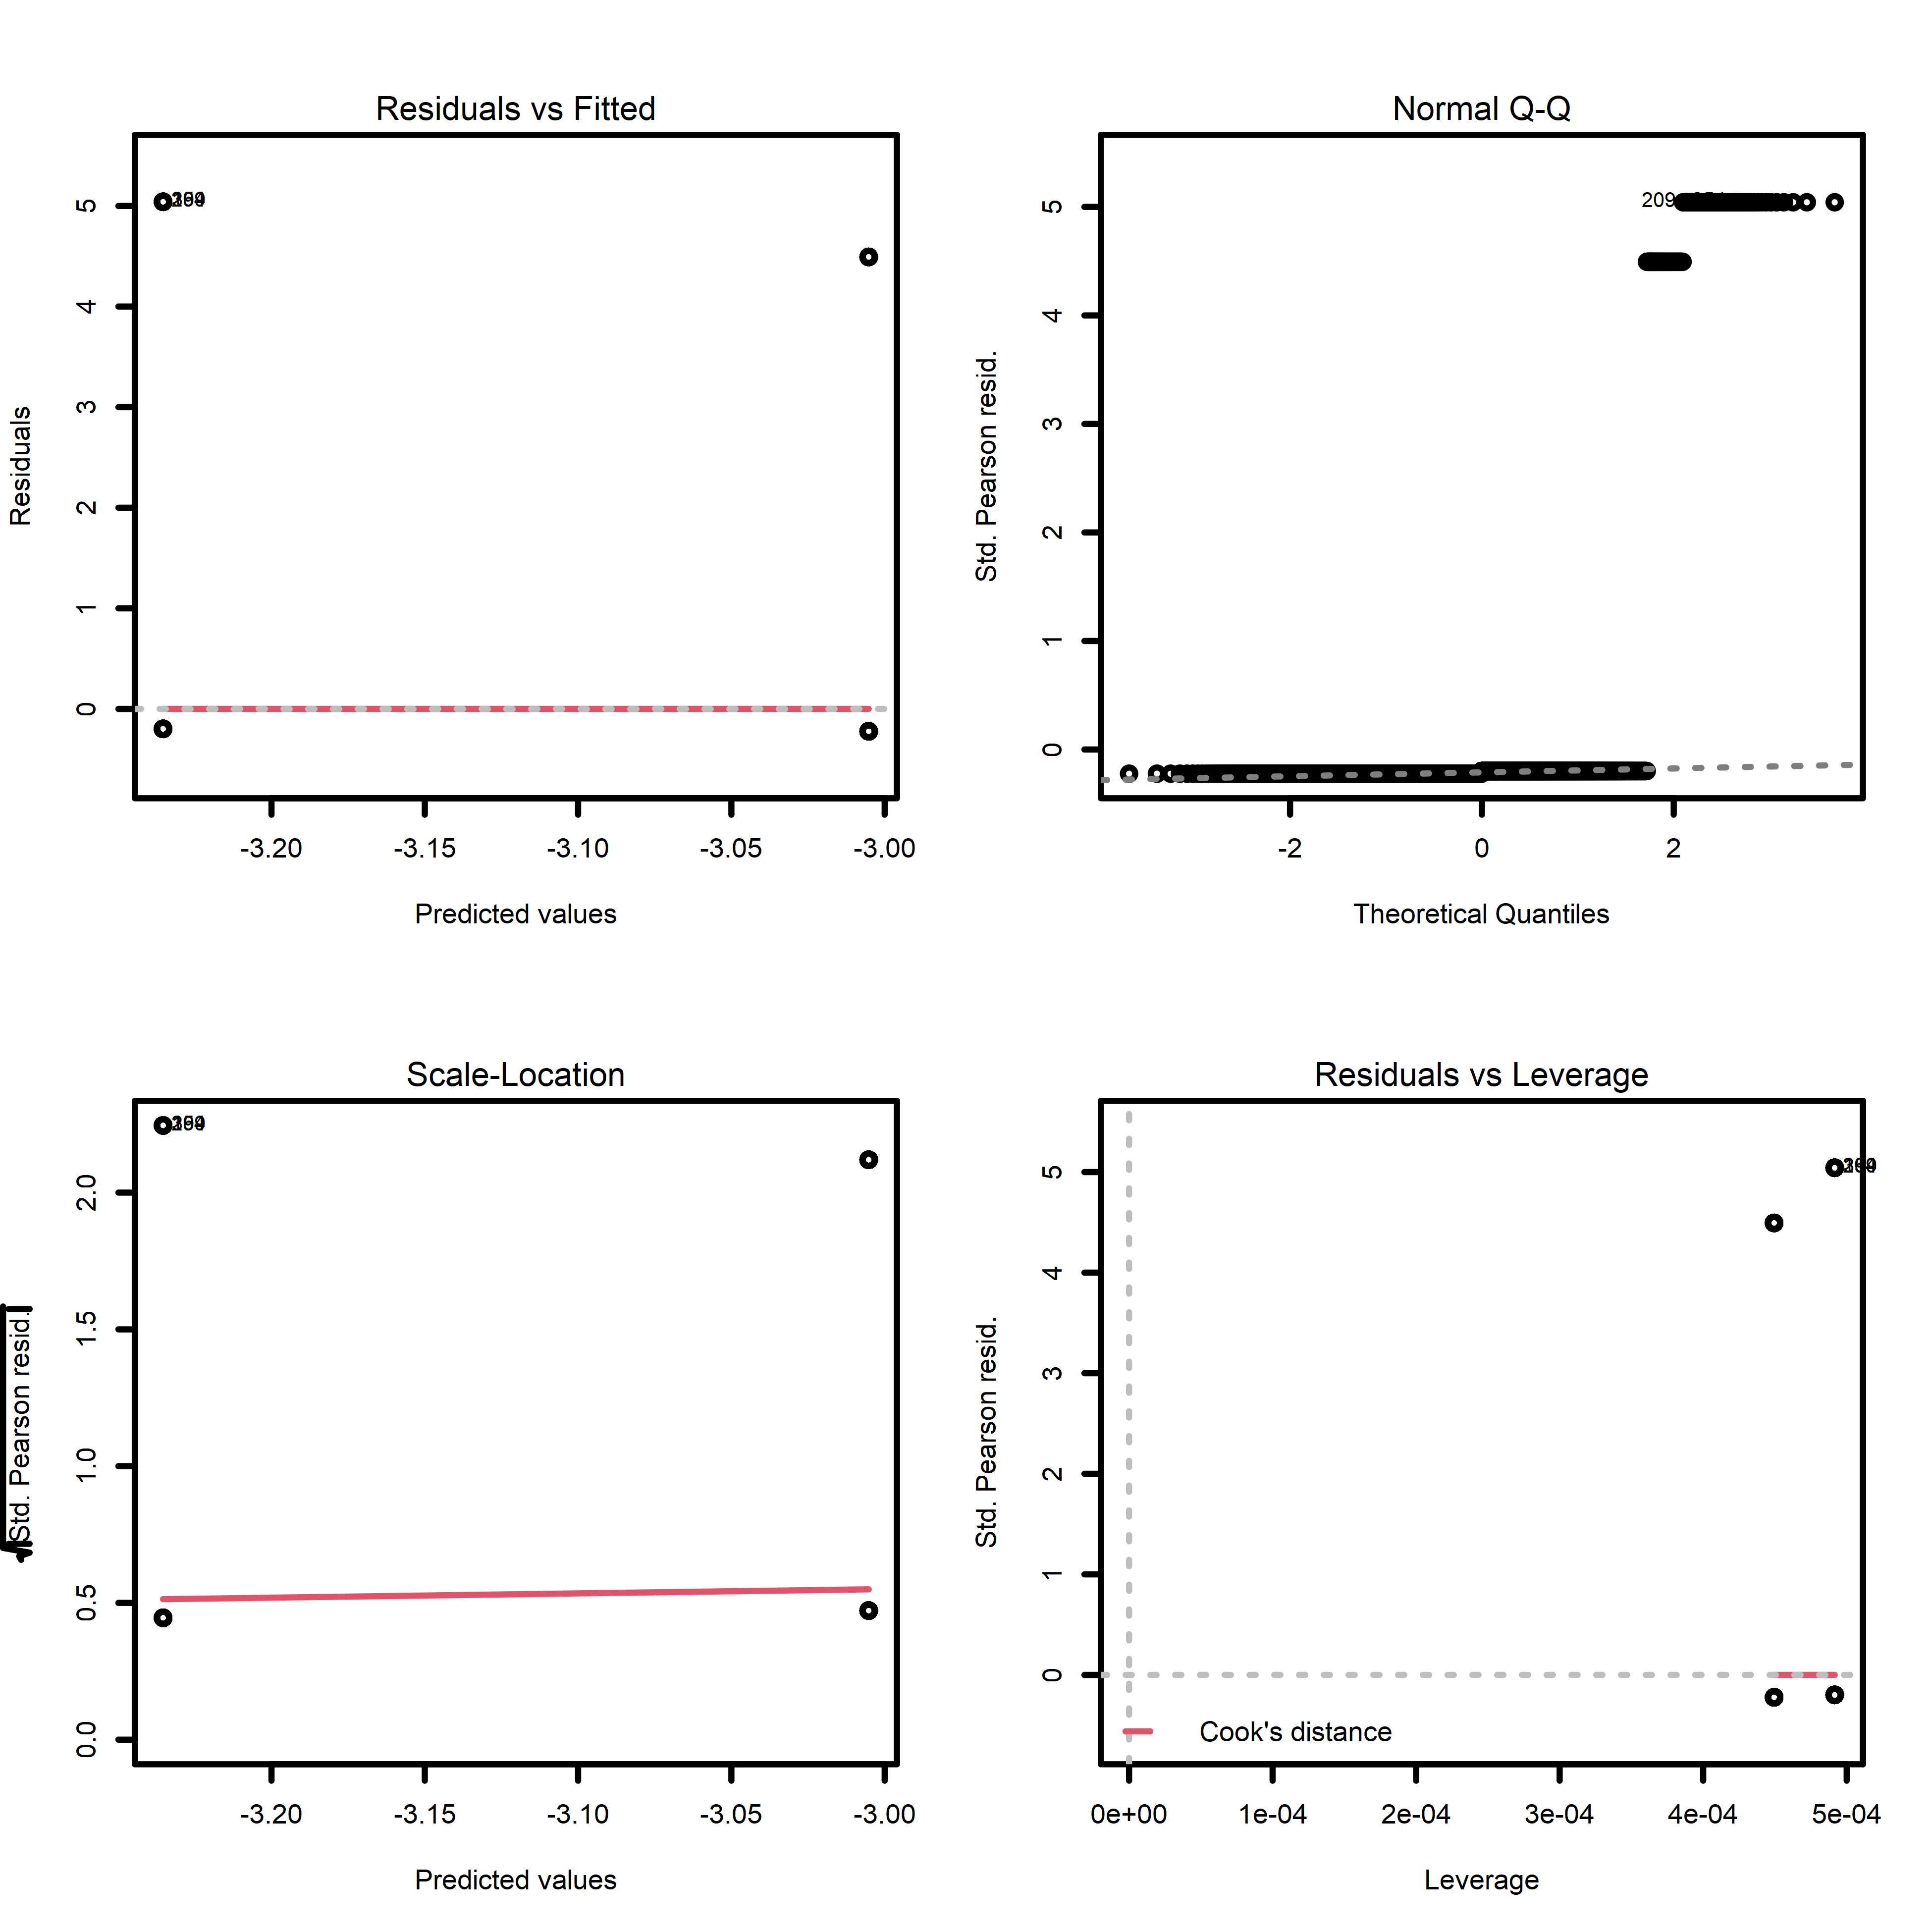 Residuals vs Fitted
Residuals
5
4
3
2
1
0
-3.20 -3.15 -3.10 -3.05 -3.00
Predicted values
Normal Q-Q
Std. Pearson resid.
5
4
3
2
1
0
209
-2 0 2
Theoretical Quantiles
Scale-Location
√|Std. Pearson resid.|
2.0
1.5
1.0
0.5
0.0
-3.20 -3.15 -3.10 -3.05 -3.00
Predicted values
Residuals vs Leverage
Std. Pearson resid.
5
4
3
2
1
0
Cook's distance
0e+00 1e-04 2e-04 3e-04 4e-04 5e-04
Leverage